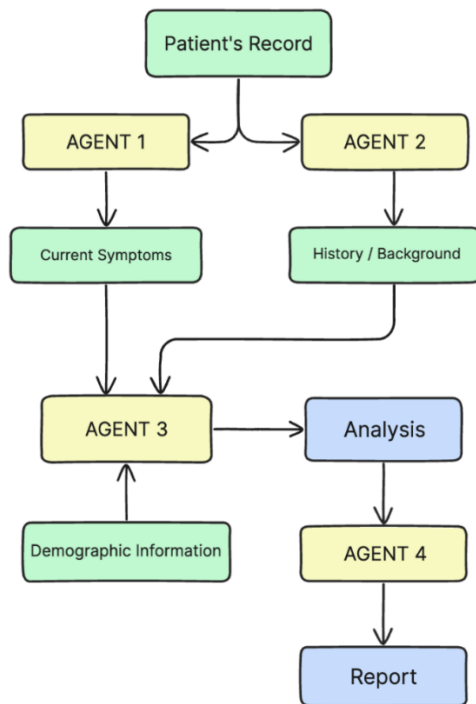 Patient's Record
AGENT 1
AGENT 2
Current Symptoms
History / Background
AGENT 3
Analysis
Demographic Information
AGENT 4
Report